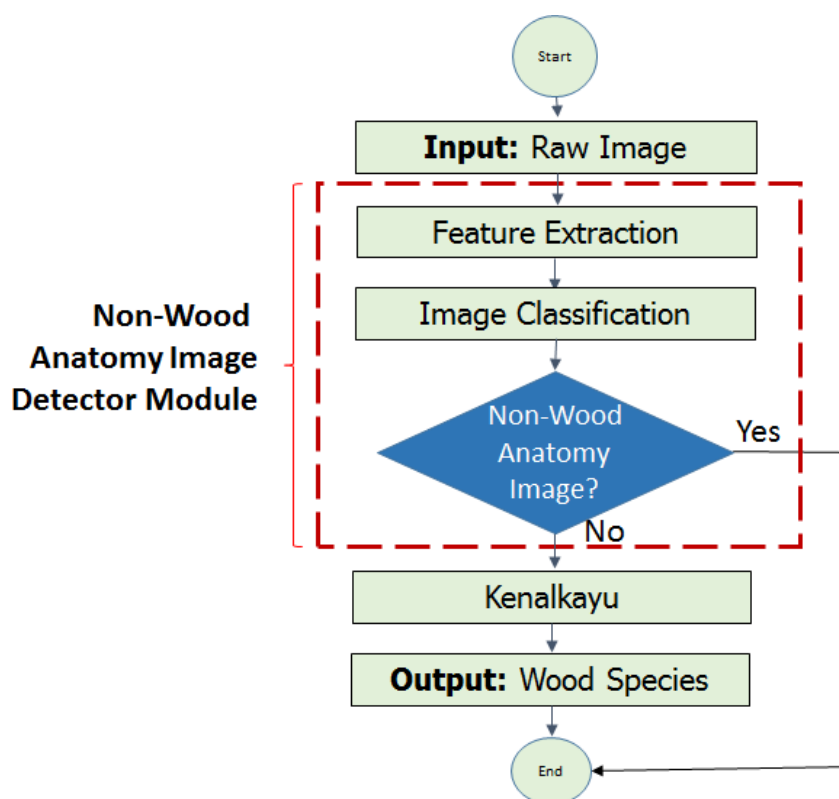 Start
Input: Raw Image
Feature Extraction
Image Classification
Non-Wood
Anatomy Image
Detector Module
Non-Wood
Anatomy
Image?
Yes
No
Kenalkayu
Output: Wood Species
End